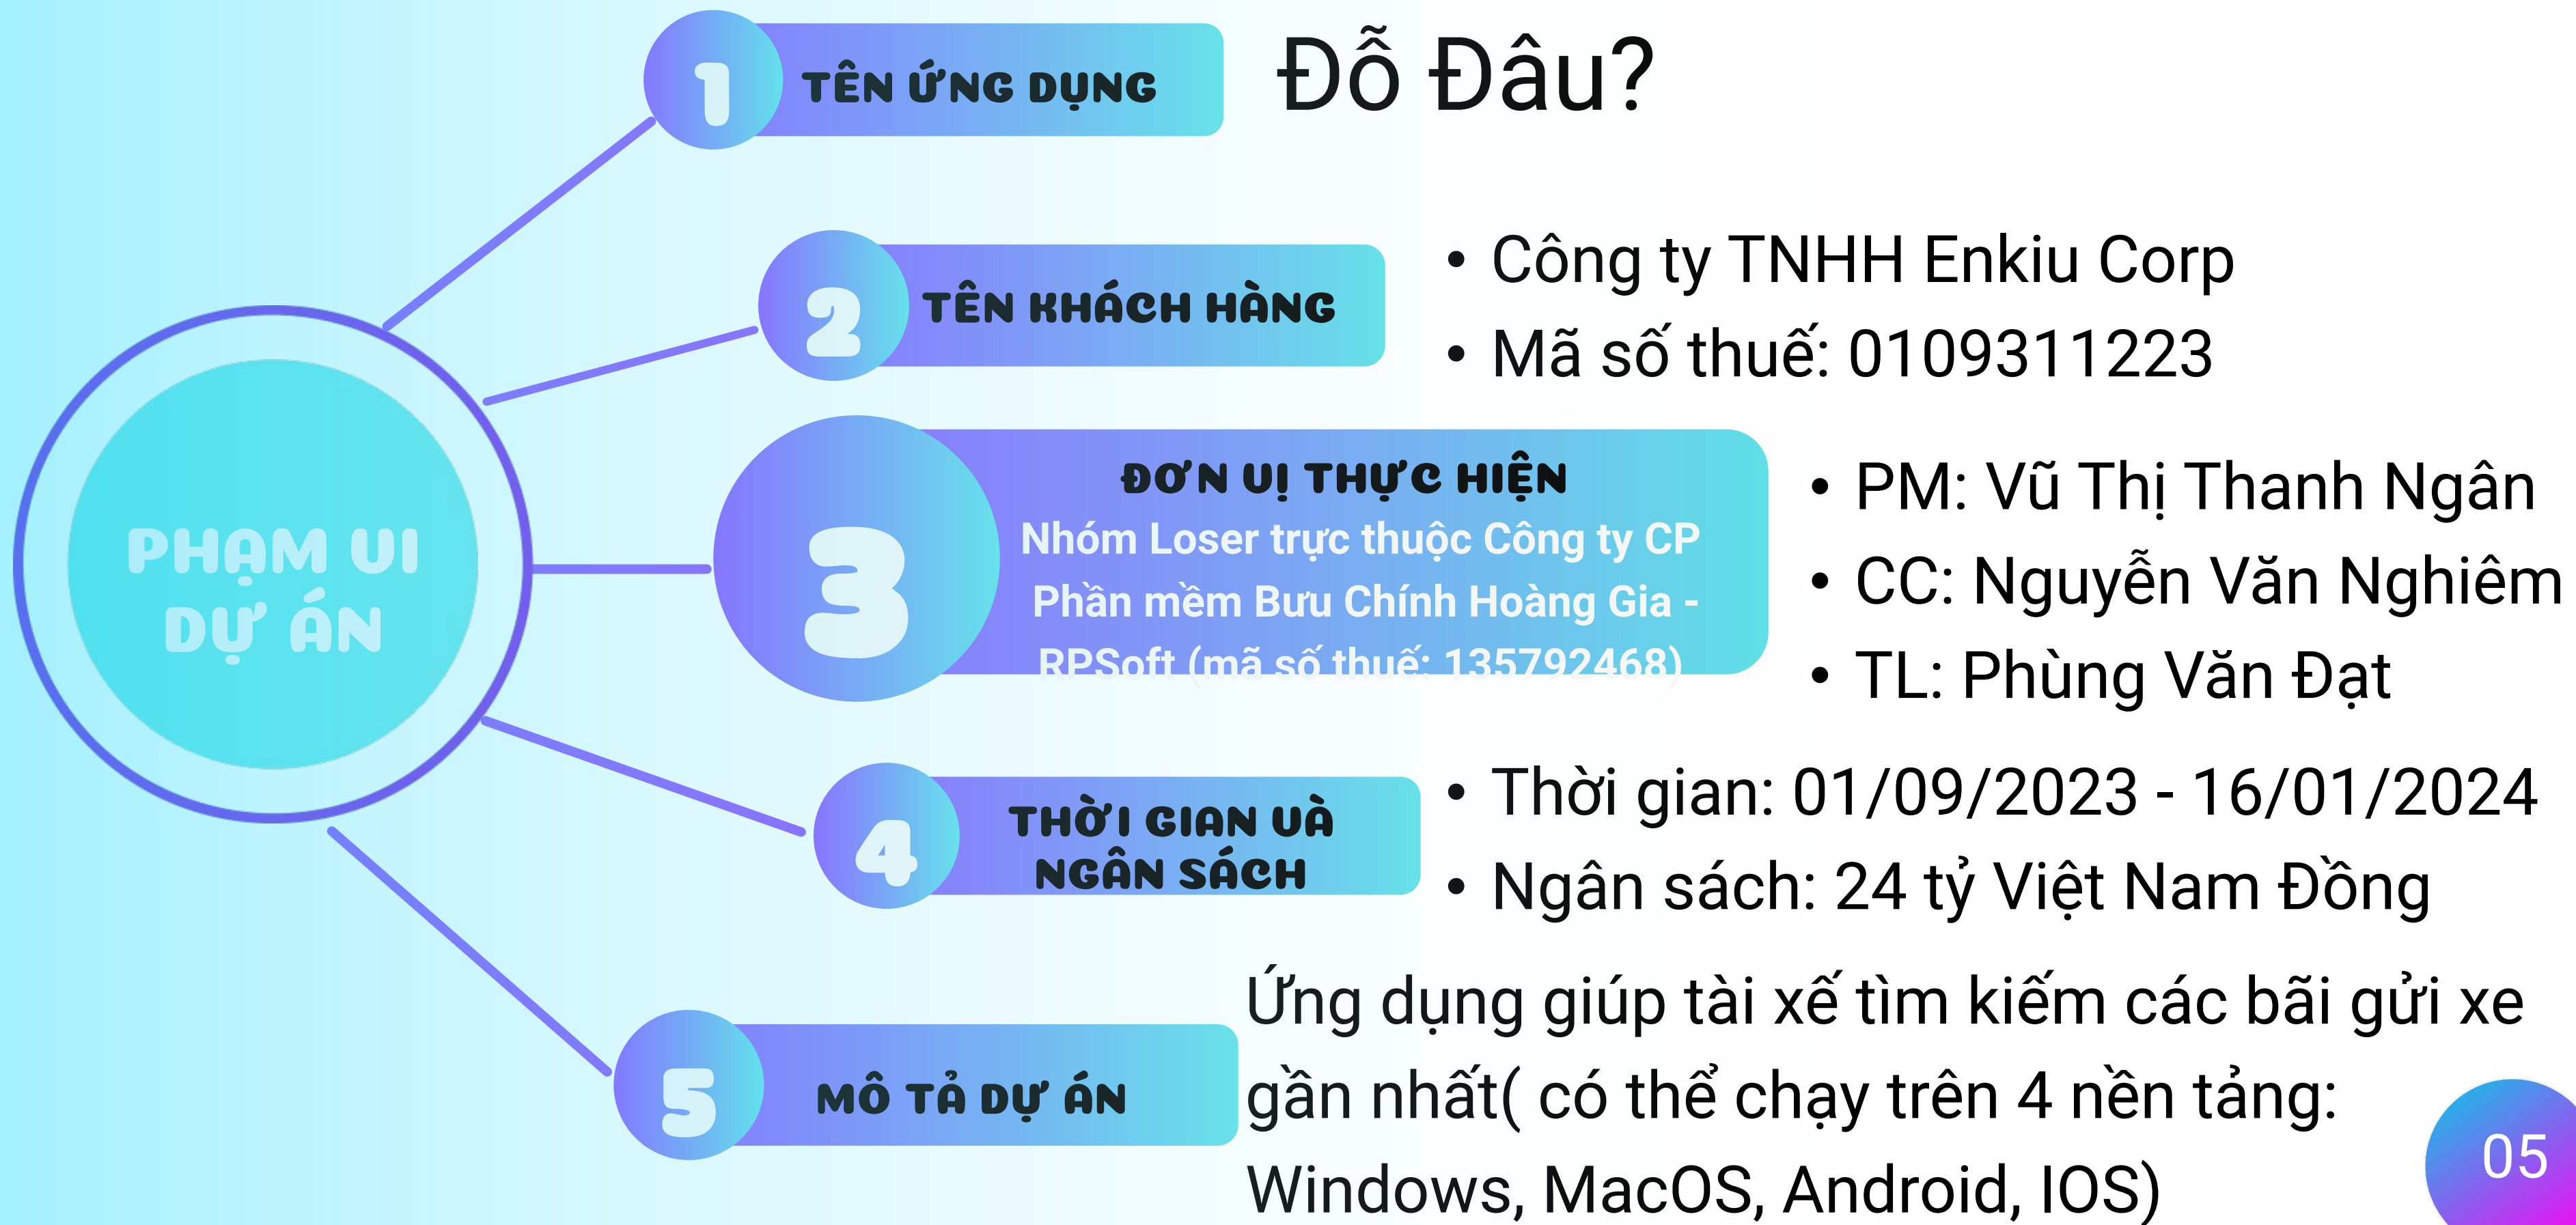 PHẠM VI
DỰ ÁN
1
TÊN ỨNG DỤNG
Đỗ Đâu?
2
TÊN KHÁCH HÀNG
• Công ty TNHH Enkiu Corp
• Mã số thuế: 0109311223
3
ĐƠN VỊ THỰC HIỆN
Nhóm Loser trực thuộc Công ty CP
Phần mềm Bưu Chính Hoàng Gia -
RPSoft (mã số thuế: 135792468)
• PM: Vũ Thị Thanh Ngân
• CC: Nguyễn Văn Nghiêm
• TL: Phùng Văn Đạt
4
THỜI GIAN VÀ
NGÂN SÁCH
• Thời gian: 01/09/2023 - 16/01/2024
• Ngân sách: 24 tỷ Việt Nam Đồng
5
MÔ TẢ DỰ ÁN
Ứng dụng giúp tài xế tìm kiếm các bãi gửi xe
gần nhất( có thể chạy trên 4 nền tảng:
Windows, MacOS, Android, IOS)
05